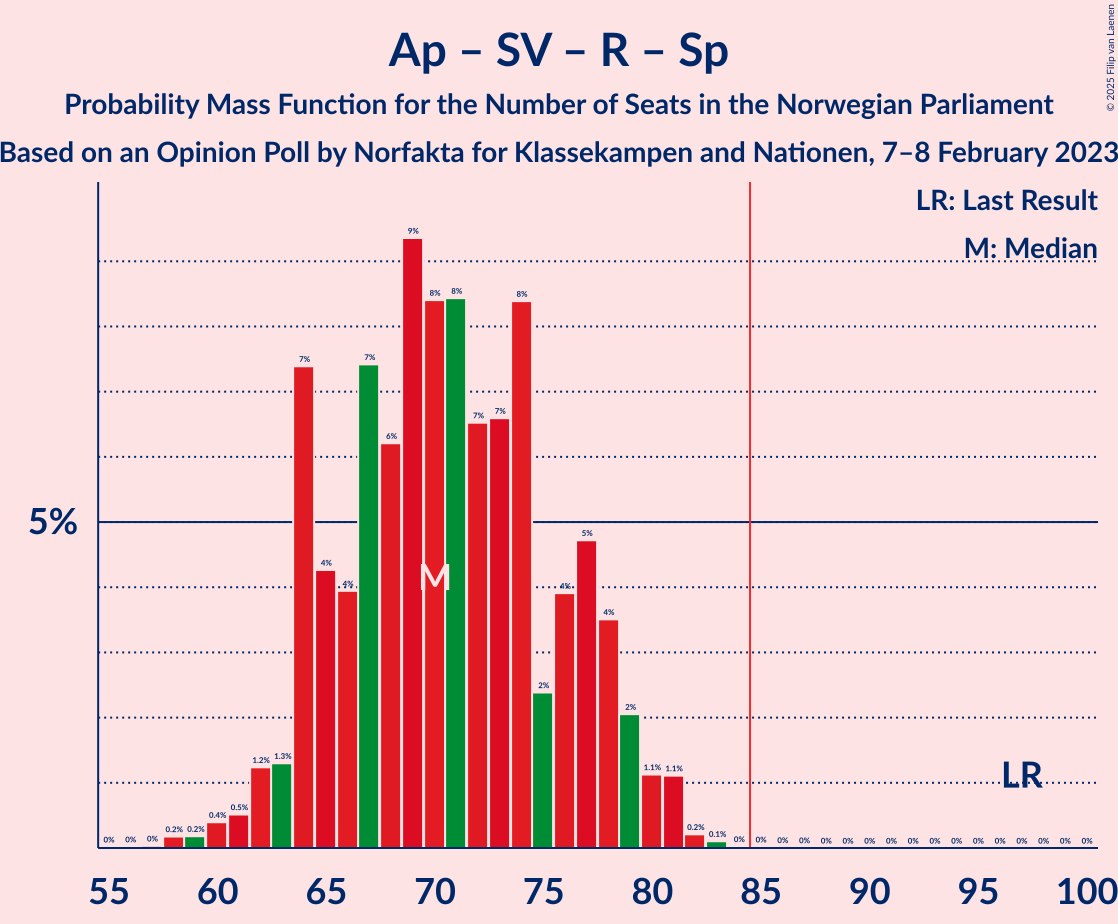 Ap – SV – R – Sp
Probability Mass Function for the Number of Seats in the Norwegian Parliament
Based on an Opinion Poll by Norfakta for Klassekampen and Nationen, 7–8 February 2023
© 2025 Filip van Laenen
LR: Last Result
M: Median
5%
0% 0% 0% 0.2% 0.2% 0.4% 0.5% 1.2% 1.3% 7% 4% 4% 7% 6% 9% 8% 8% 7% 7% 8% 2% 4% 5% 4% 2% 1.1% 1.1% 0.2% 0.1% 0% 0% 0% 0% 0% 0% 0% 0% 0% 0% 0% 0% 0% 0% 0% 0% 0%
M
LR
55 60 65 70 75 80 85 90 95 100